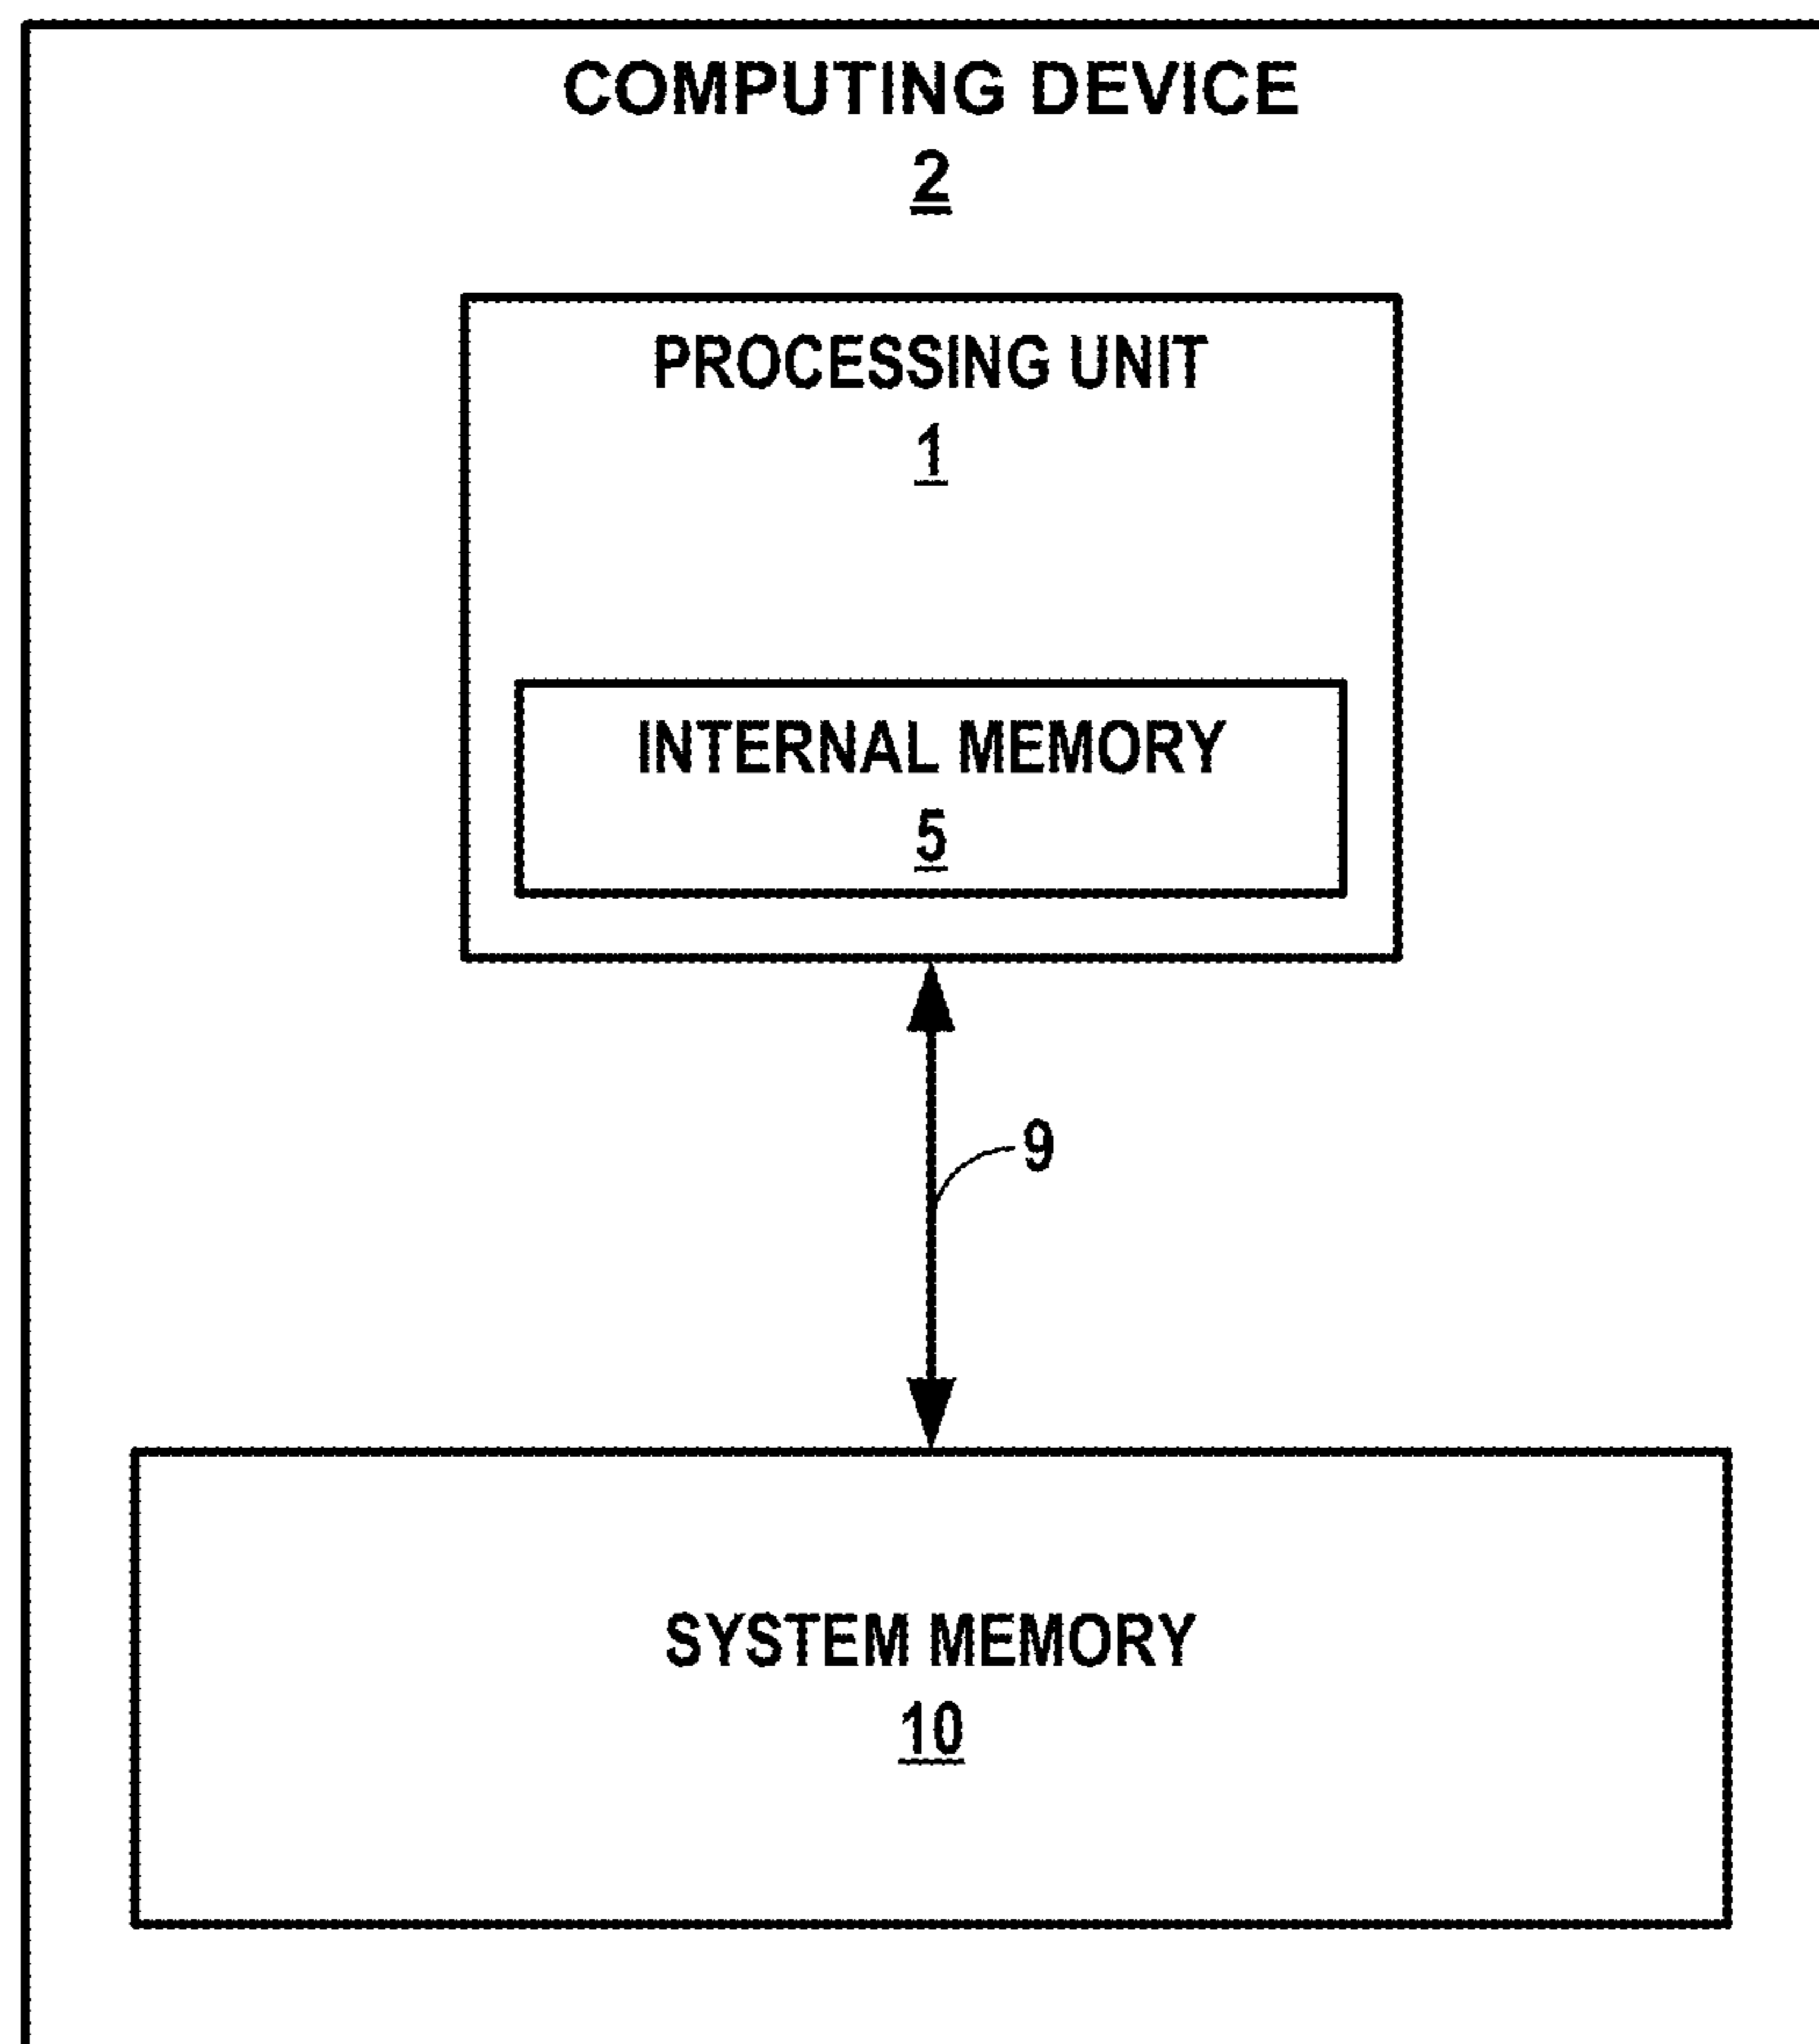 COMPUTING DEVICE
2
PROCESSING UNIT
1
INTERNAL MEMORY
5
9
SYSTEM MEMORY
10